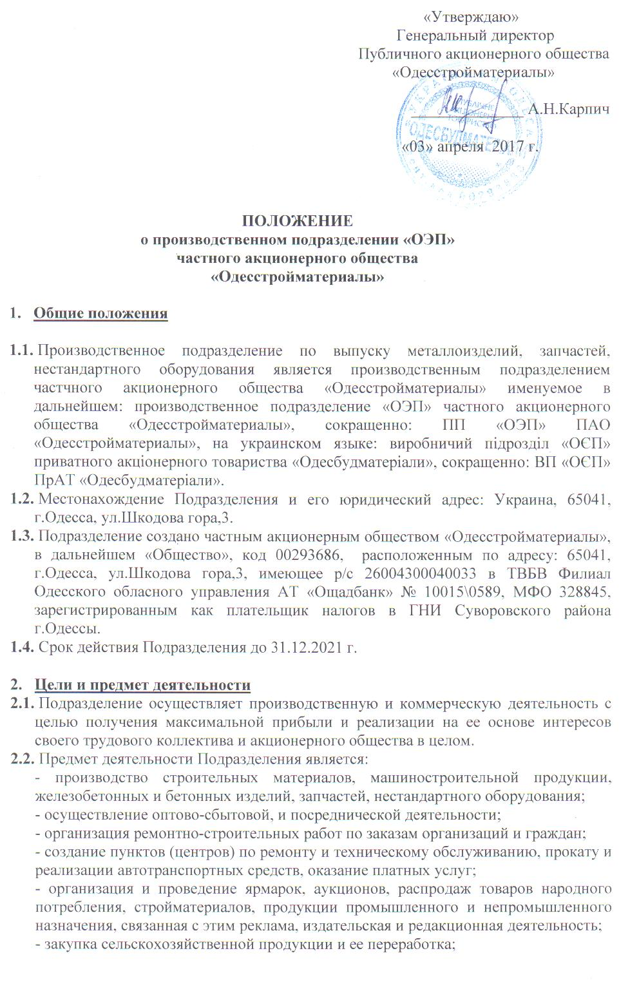 «Утверждаю»
Генеральный директор
Публичного акционерного общества
«Одесстройматериалы»
УКРАЇНА М ОДЕСА
ПУБЛІЧНЕ
АКЦІОНЕРНЕ
ТОВАРИСТВО
"ОДЕСБУДМАТЕРІАЛИ"
____________ А.Н.Карпич
«03» апреля 2017 г.
ПОЛОЖЕНИЕ
о производственном подразделении «ОЭП»
частного акционерного общества
«Одесстройматериалы»
1. Общие положения
1.1. Производственное подразделение по выпуску металлоизделий, запчастей,
нестандартного оборудования является производственным подразделением
частчного акционерного общества «Одесстройматериалы» именуемое в
дальнейшем: производственное подразделение «ОЭП» частного акционерного
общества «Одесстройматериалы», сокращенно: ПП «ОЭП» ПАО
«Одесстройматериалы», на украинском языке: виробничий підрозділ «ОЄП»
приватного акціонерного товариства «Одесбудматеріали», сокращенно: ВП «ОЄП»
ПрАТ «Одесбудматеріали».
1.2. Местонахождение Подразделения и его юридический адрес: Украина, 65041,
г.Одесса, ул.Шкодова гора,3.
1.3. Подразделение создано частным акционерным обществом «Одесстройматериалы»,
в дальнейшем «Общество», код 00293686, расположенным по адресу: 65041,
г.Одесса, ул.Шкодова гора,3, имеющее р/с 26004300040033 в ТВБВ Филиал
Одесского обласного управления АТ «Ощадбанк» № 10015\0589, МФО 328845,
зарегистрированным как плательщик налогов в ГНИ Суворовского района
г.Одессы.
1.4. Срок действия Подразделения до 31.12.2021 г.
2. Цели и предмет деятельности
2.1. Подразделение осуществляет производственную и коммерческую деятельность с
целью получения максимальной прибыли и реализации на ее основе интересов
своего трудового коллектива и акционерного общества в целом.
2.2. Предмет деятельности Подразделения является:
- производство строительных материалов, машиностроительной продукции,
железобетонных и бетонных изделий, запчастей, нестандартного оборудования;
- осуществление оптово-сбытовой, и посреднической деятельности;
- организация ремонтно-строительных работ по заказам организаций и граждан;
- создание пунктов (центров) по ремонту и техническому обслуживанию, прокату и
реализации автотранспортных средств, оказание платных услуг;
- организация и проведение ярмарок, аукционов, распродаж товаров народного
потребления, стройматериалов, продукции промышленного и непромышленного
назначения, связанная с этим реклама, издательская и редакционная деятельность;
- закупка сельскохозяйственной продукции и ее переработка;